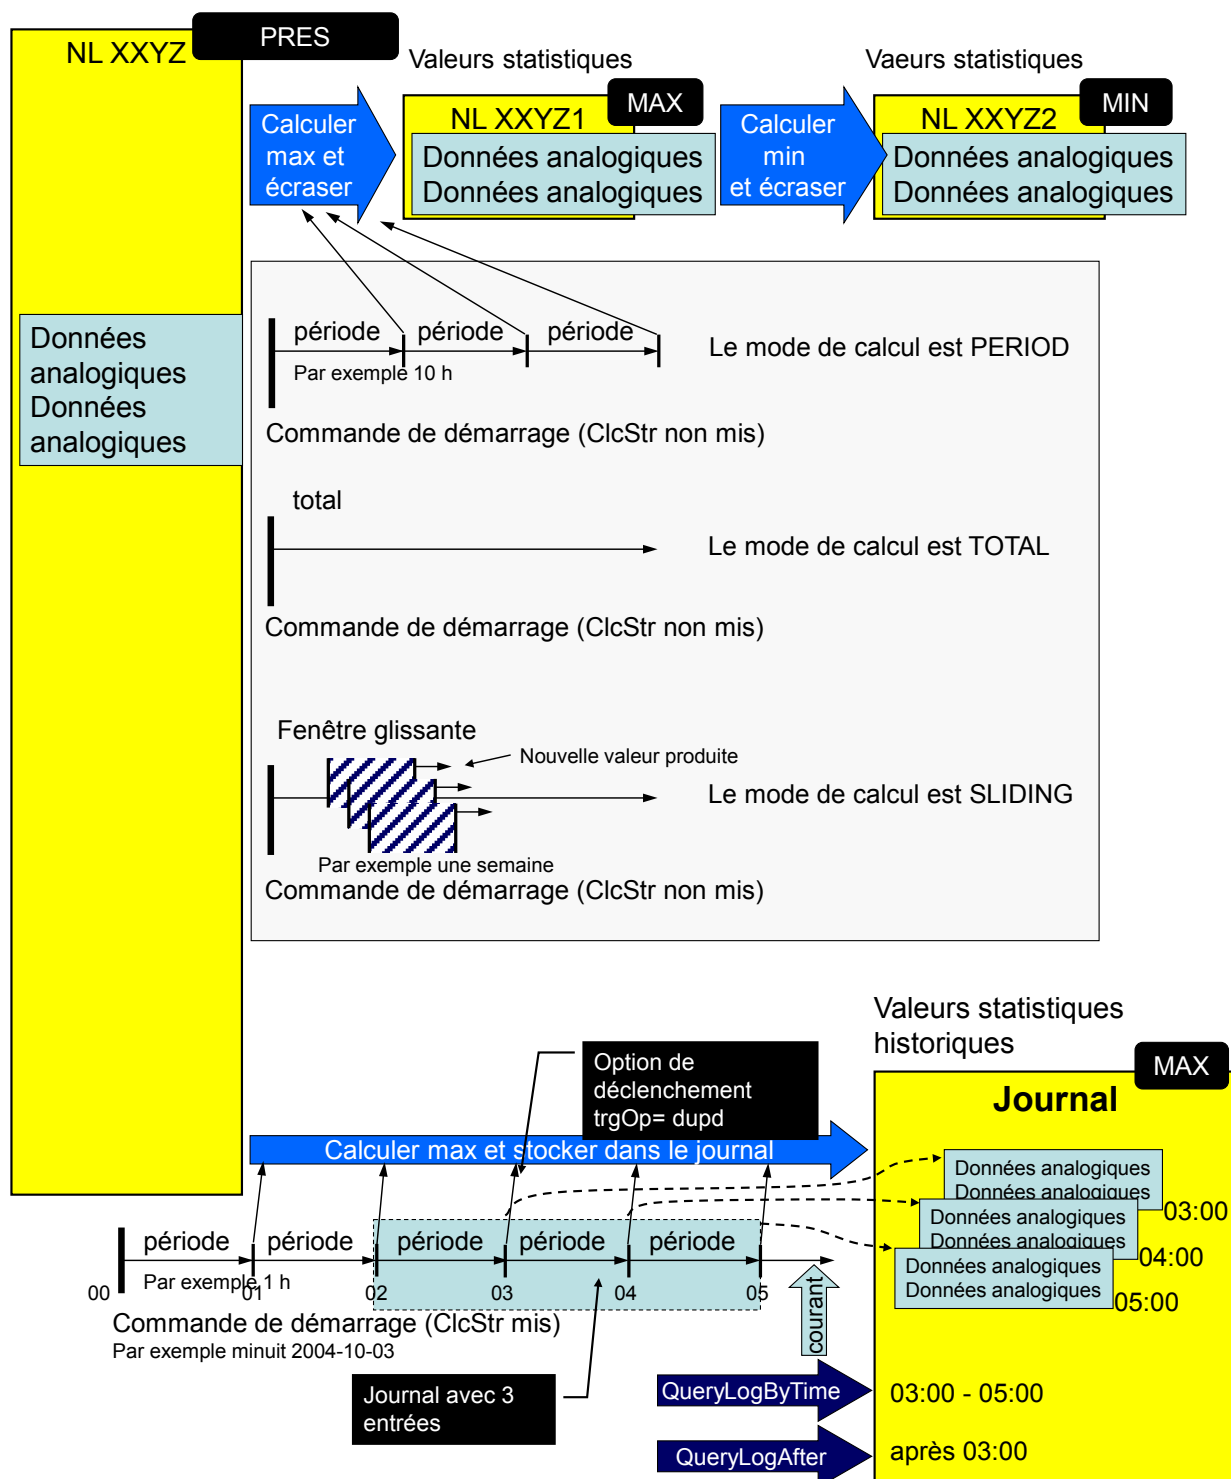 NL XXYZ
PRES
Valeurs statistiques
Vaeurs statistiques
Calculer
max et
écraser
NL XXYZ1
MAX
Données analogiques
Données analogiques
Calculer
min
et écraser
NL XXYZ2
MIN
Données analogiques
Données analogiques
Données
analogiques
Données
analogiques
période
période
période
Par exemple 10 h
Le mode de calcul est PERIOD
Commande de démarrage (ClcStr non mis)
total
Le mode de calcul est TOTAL
Commande de démarrage (ClcStr non mis)
Fenêtre glissante
Nouvelle valeur produite
Le mode de calcul est SLIDING
Par exemple une semaine
Commande de démarrage (ClcStr non mis)
Valeurs statistiques
historiques
MAX
Journal
Option de
déclenchement
trgOp= dupd
Calculer max et stocker dans le journal
Données analogiques
Données analogiques
03:00
Données analogiques
Données analogiques
04:00
Données analogiques
Données analogiques
05:00
période
période
période
période
période
Par exemple 1 h
00
01
02
03
04
05
courant
Commande de démarrage (ClcStr mis)
Par exemple minuit 2004-10-03
Journal avec 3
entrées
QueryLogByTime
03:00 - 05:00
QueryLogAfter
après 03:00